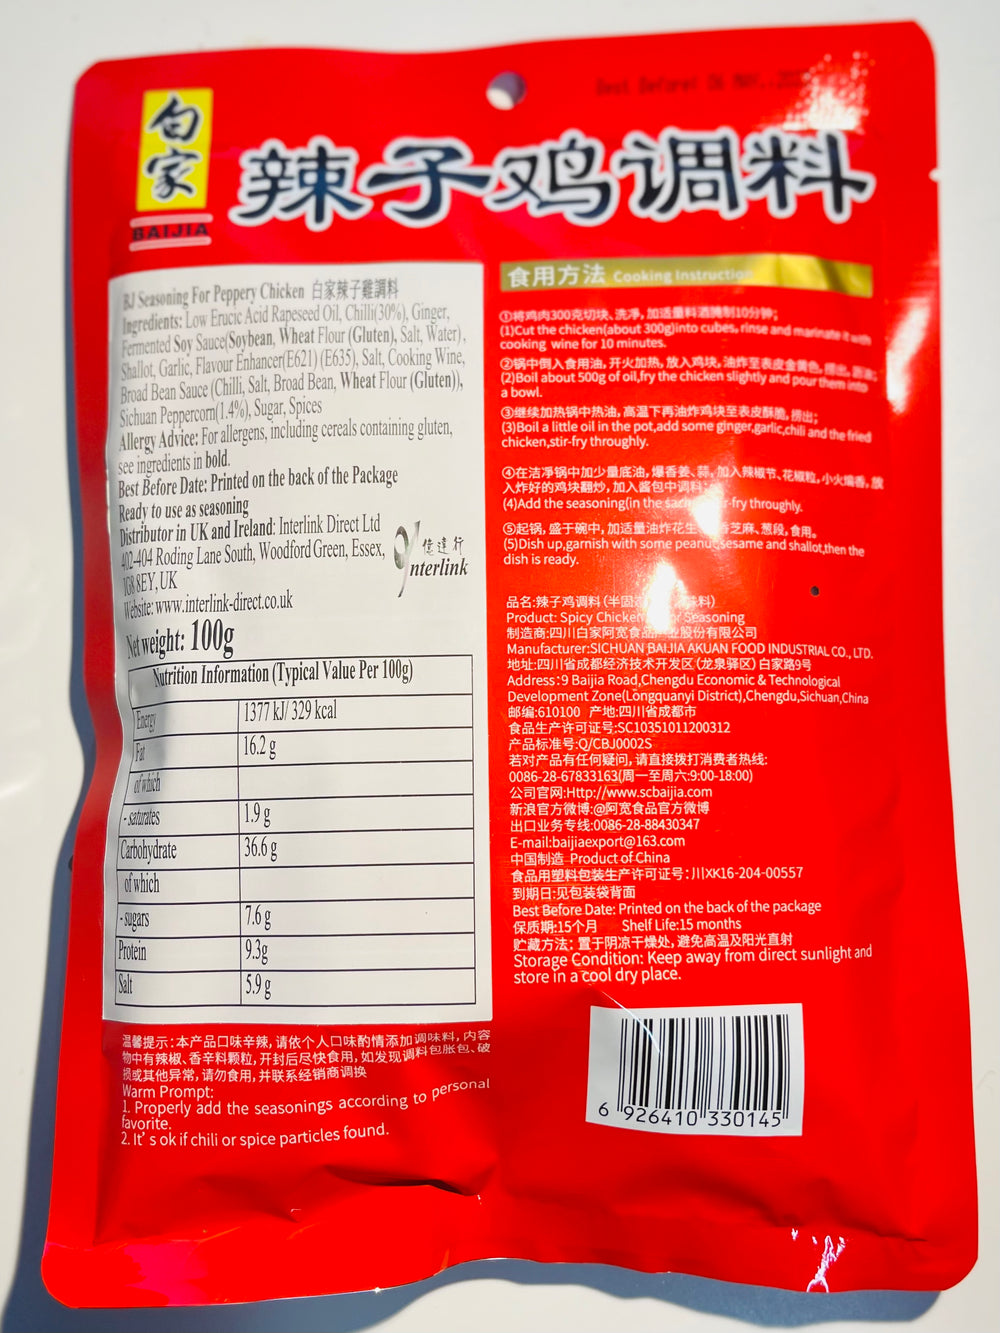 Best Before: 06 MAY.
白家
BAIJIA
辣子鸡调料
BJ Seasoning For Peppery Chicken 白家辣子雞調料
Ingredients: Low Erucic Acid Rapeseed Oil, Chilli(30%), Ginger,
Fermented Soy Sauce(Soybean, Wheat Flour (Gluten), Salt, Water),
Shallot, Garlic, Flavour Enhancer(E621) (E635), Salt, Cooking Wine,
Broad Bean Sauce (Chilli, Salt, Broad Bean, Wheat Flour (Gluten)),
Sichuan Peppercorn(1.4%), Sugar, Spices
Allergy Advice: For allergens, including cereals containing gluten,
see ingredients in bold.
Best Before Date: Printed on the back of the Package
Ready to use as seasoning
Distributor in UK and Ireland: Interlink Direct Ltd
402-404 Roding Lane South, Woodford Green, Essex,
IG8 8EY, UK
Website: www.interlink-direct.co.uk
億達行
Interlink
Net weight: 100g
Nutrition Information (Typical Value Per 100g)
Energy 1377 kJ/ 329 kcal
Fat 16.2 g
of which
- saturates 1.9 g
Carbohydrate 36.6 g
of which
- sugars 7.6 g
Protein 9.3g
Salt 5.9 g
温馨提示:本产品口味辛辣,请依个人口味酌情添加调味料,内容
物中有辣椒、香辛料颗粒,开封后尽快食用,如发现调料包胀包、破
损或其他异常,请勿食用,并联系经销商调换
Warm Prompt:
1. Properly add the seasonings according to personal
favorite.
2. It's ok if chili or spice particles found.
食用方法 Cooking Instruction
①将鸡肉300克切块、洗净,加适量料酒腌制10分钟;
(1)Cut the chicken(about 300g)into cubes, rinse and marinate it with
cooking wine for 10 minutes.
②锅中倒入食用油,开火加热,放入鸡块,油炸至表皮金黄色,捞出,沥油;
(2)Boil about 500g of oil,fry the chicken slightly and pour them into
a bowl.
③继续加热锅中热油,高温下再油炸鸡块至表皮酥脆,捞出;
(3)Boil a little oil in the pot,add some ginger,garlic,chili and the fried
chicken,stir-fry throughly.
④在洁净锅中加少量底油,爆香姜、蒜,加入辣椒节、花椒粒,小火煸香,放
入炸好的鸡块翻炒,加入酱包中调料
(4)Add the seasoning(in the r-fry throughly.
⑤起锅,盛于碗中,加适量油炸花生 芝麻、葱段,食用。
(5)Dish up,garnish with some peanut,sesame and shallot,then the
dish is ready.
品名:辣子鸡调料(半固 料)
Product: Spicy Chicken Seasoning
制造商:四川白家阿宽食品产业股份有限公司
Manufacturer:SICHUAN BAIJIA AKUAN FOOD INDUSTRIAL CO., LTD.
地址:四川省成都经济技术开发区(龙泉驿区)白家路9号
Address:9 Baijia Road,Chengdu Economic & Technological
Development Zone(Longquanyi District),Chengdu,Sichuan,China
邮编:610100 产地:四川省成都市
食品生产许可证号:SC10351011200312
产品标准号:Q/CBJ0002S
若对产品有任何疑问,请直接拨打消费者热线:
0086-28-67833163(周一至周六:9:00-18:00)
公司官网:Http://www.scbaijia.com
新浪官方微博:@阿宽食品官方微博
出口业务专线:0086-28-88430347
E-mail:baijiaexport@163.com
中国制造 Product of China
食品用塑料包装生产许可证号:川XK16-204-00557
到期日:见包装袋背面
Best Before Date: Printed on the back of the package
保质期:15个月 Shelf Life:15 months
贮藏方法:置于阴凉干燥处,避免高温及阳光直射
Storage Condition: Keep away from direct sunlight and
store in a cool dry place.
6 926410 330145